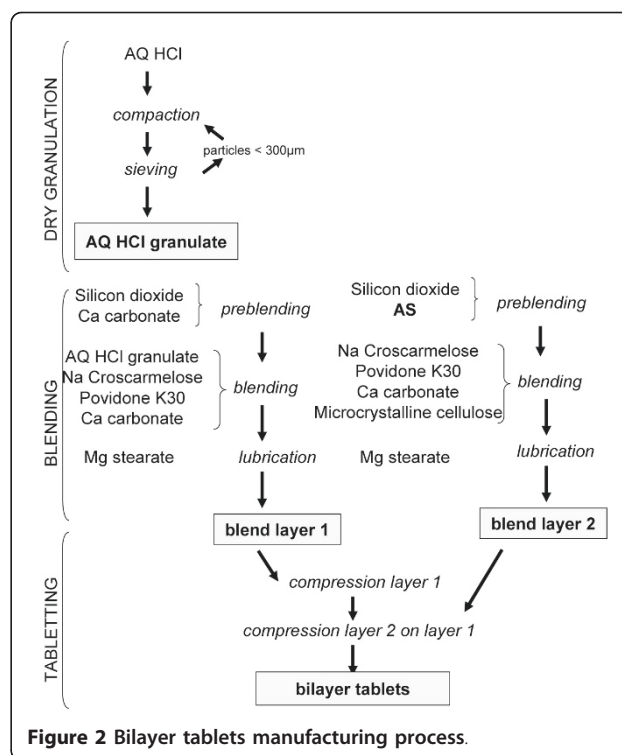 DRY GRANULATION
AQ HCl
compaction
particles < 300µm
sieving
AQ HCl granulate
BLENDING
Silicon dioxide
Ca carbonate
preblending
AQ HCl granulate
Na Croscarmelose
Povidone K30
Ca carbonate
blending
Mg stearate
lubrication
blend layer 1
Silicon dioxide
AS
preblending
Na Croscarmelose
Povidone K30
Ca carbonate
Microcrystalline cellulose
blending
Mg stearate
lubrication
blend layer 2
TABLETTING
compression layer 1
compression layer 2 on layer 1
bilayer tablets
Figure 2 Bilayer tablets manufacturing process.